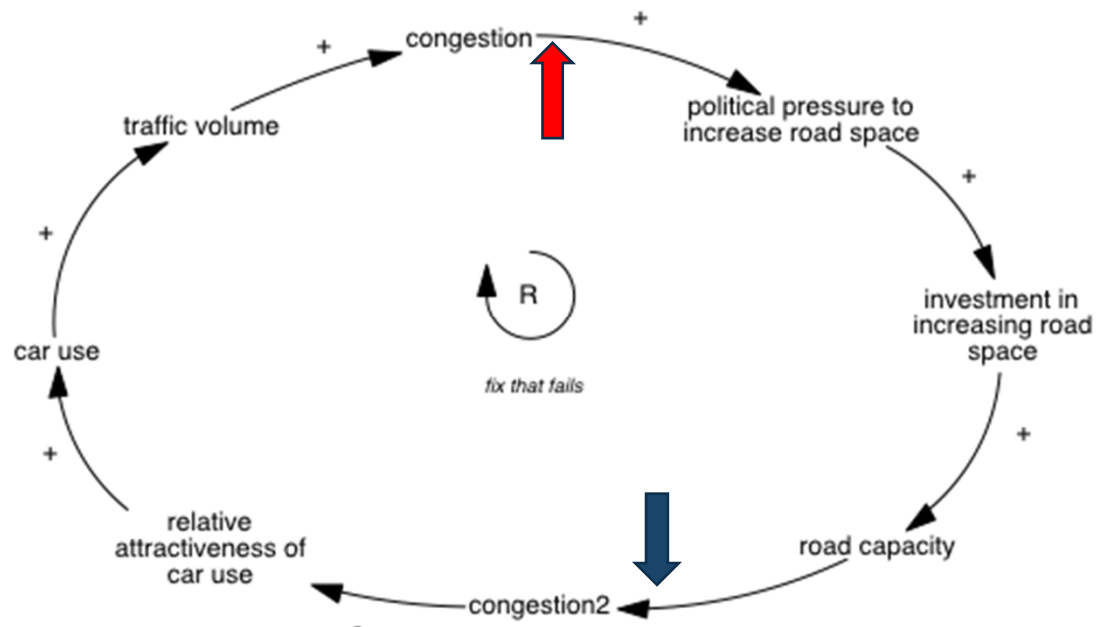 +
congestion
+
political pressure to
increase road space
traffic volume
+
+
R
investment in
increasing road
space
car use
fix that fails
+
+
relative
attractiveness of
car use
road capacity
congestion2